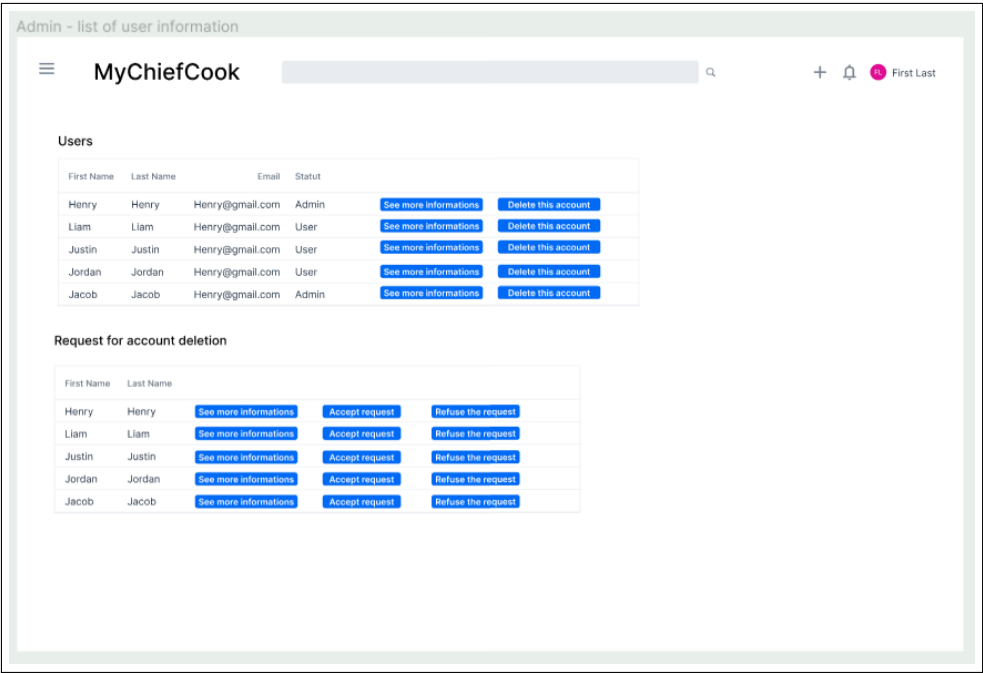 Admin - list of user information
MyChiefCook
FL First Last
Users
First Name Last Name Email Statut
Henry Henry Henry@gmail.com Admin See more informations Delete this account
Liam Liam Henry@gmail.com User See more informations Delete this account
Justin Justin Henry@gmail.com User See more informations Delete this account
Jordan Jordan Henry@gmail.com User See more informations Delete this account
Jacob Jacob Henry@gmail.com Admin See more informations Delete this account
Request for account deletion
First Name Last Name
Henry Henry See more informations Accept request Refuse the request
Liam Liam See more informations Accept request Refuse the request
Justin Justin See more informations Accept request Refuse the request
Jordan Jordan See more informations Accept request Refuse the request
Jacob Jacob See more informations Accept request Refuse the request